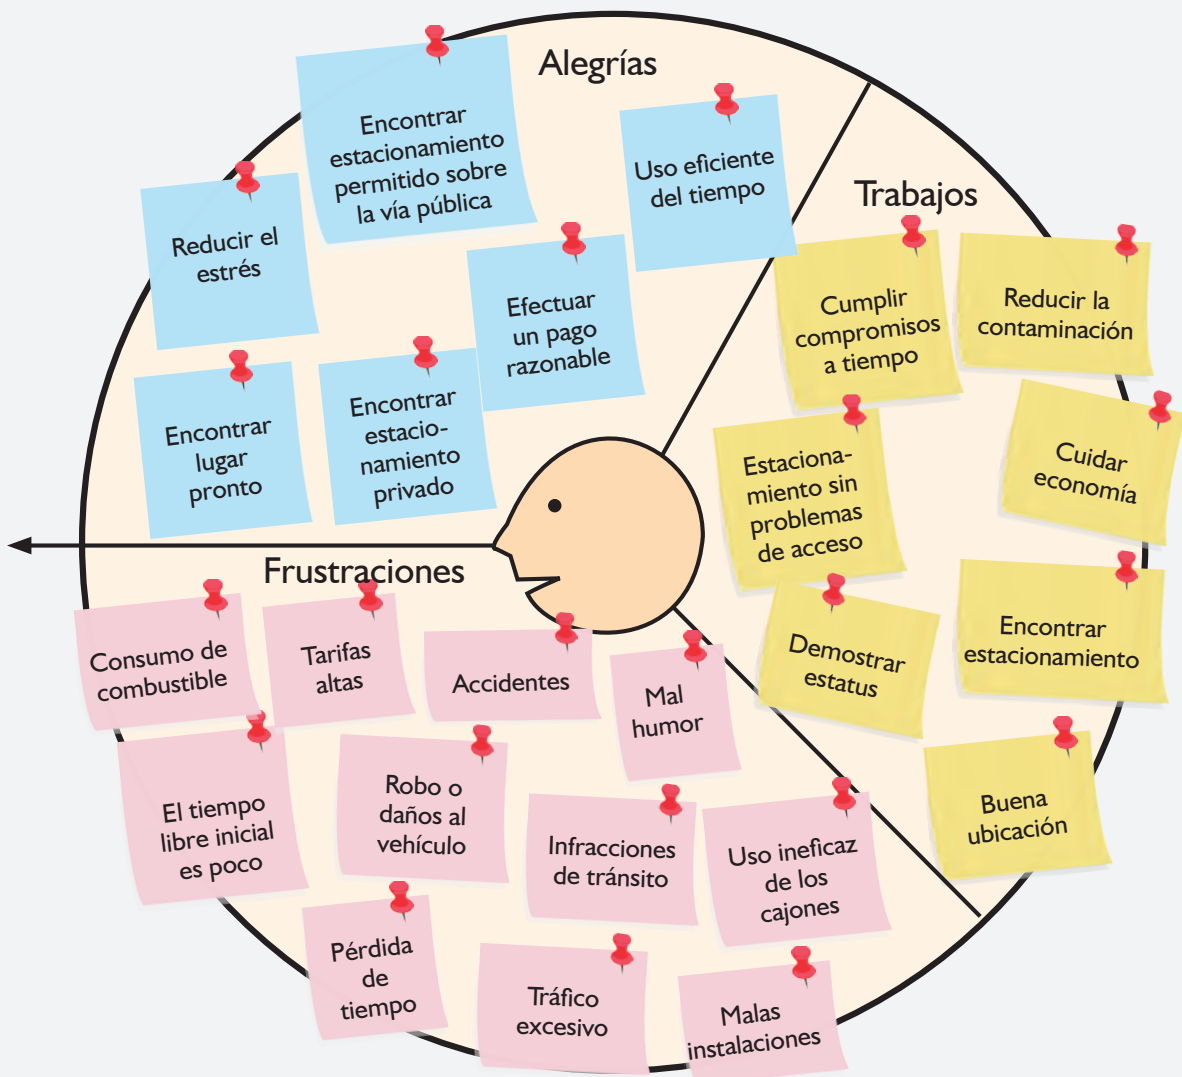 Alegrías
Encontrar
estacionamiento
permitido sobre
la vía pública
Uso eficiente
del tiempo
Reducir el
estrés
Efectuar
un pago
razonable
Encontrar
lugar
pronto
Encontrar
estacio-
namiento
privado
Trabajos
Cumplir
compromisos
a tiempo
Reducir la
contaminación
Estaciona-
miento sin
problemas
de acceso
Cuidar
economía
Demostrar
estatus
Encontrar
estacionamiento
Buena
ubicación
Frustraciones
Consumo de
combustible
Tarifas
altas
Accidentes
Mal
humor
El tiempo
libre inicial
es poco
Robo o
daños al
vehículo
Infracciones
de tránsito
Uso ineficaz
de los
cajones
Pérdida
de
tiempo
Tráfico
excesivo
Malas
instalaciones